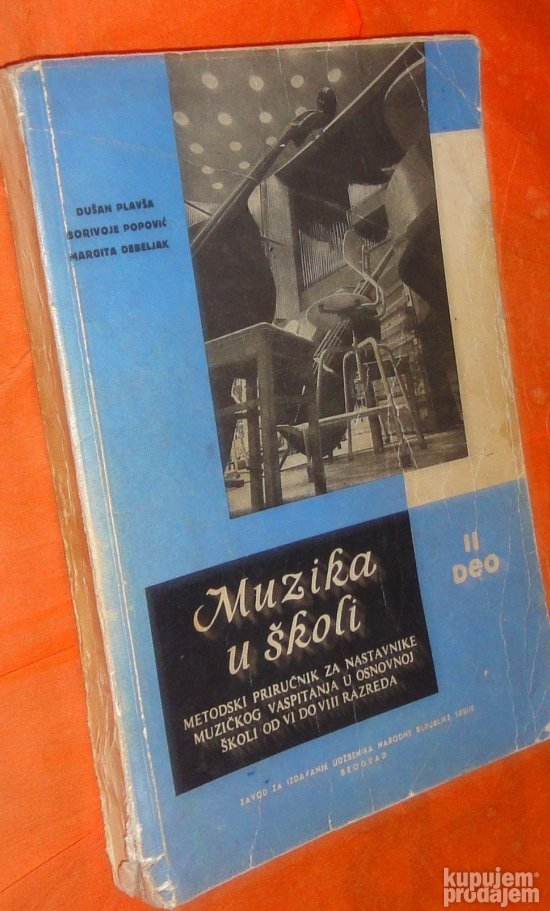 DUŠAN PLAVŠA
BORIVOJE POPOVIĆ
MARGITA DEBELJAK
II
DEO
Muzika
u školi
METODSKI PRIRUČNIK ZA NASTAVNIKE
MUZIČKOG VASPITANJA U OSNOVNOJ
ŠKOLI OD VI DO VIII RAZREDA
ZAVOD ZA IZDAVANJE UDŽBENIKA NARODNE REPUBLIKE SRBIJE
BEOGRAD
kupujem
prodajem